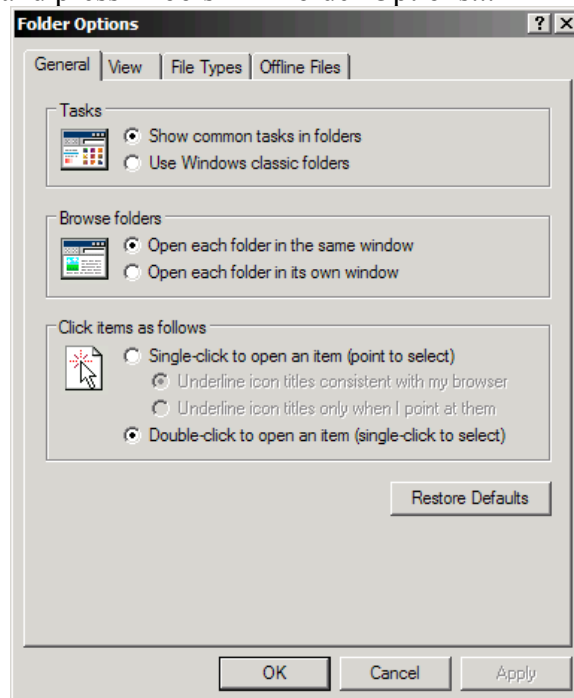 Folder Options
General View File Types Offline Files
Tasks
Show common tasks in folders
Use Windows classic folders
Browse folders
Open each folder in the same window
Open each folder in its own window
Click items as follows
Single-click to open an item (point to select)
Underline icon titles consistent with my browser
Underline icon titles only when I point at them
Double-click to open an item (single-click to select)
Restore Defaults
OK Cancel Apply